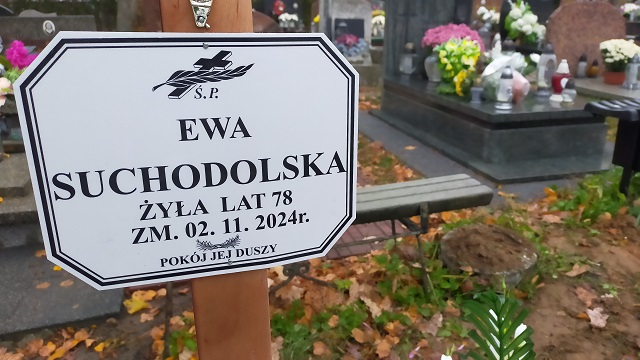 Ś.P.
EWA
SUCHODOLSKA
ŻYŁA LAT 78
ZM. 02. 11. 2024r.
POKÓJ JEJ DUSZY